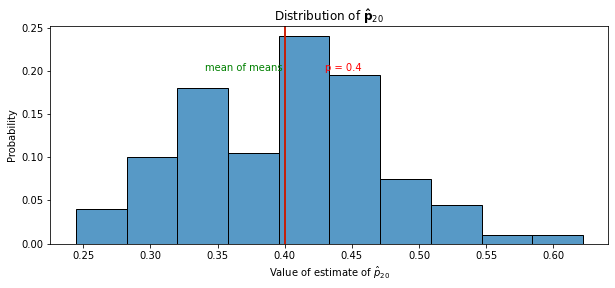 Distribution of p̂₂₀
0.25
0.20
0.15
0.10
0.05
0.00
Probability
mean of means
p = 0.4
0.25 0.30 0.35 0.40 0.45 0.50 0.55 0.60
Value of estimate of p̂₂₀